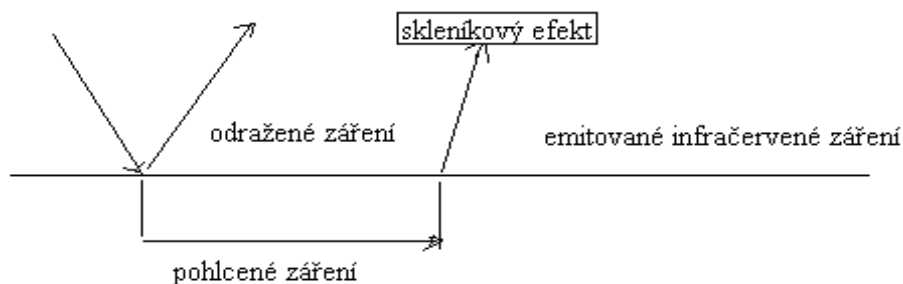 skleníkový efekt
odražené záření
emitované infračervené záření
pohlcené záření